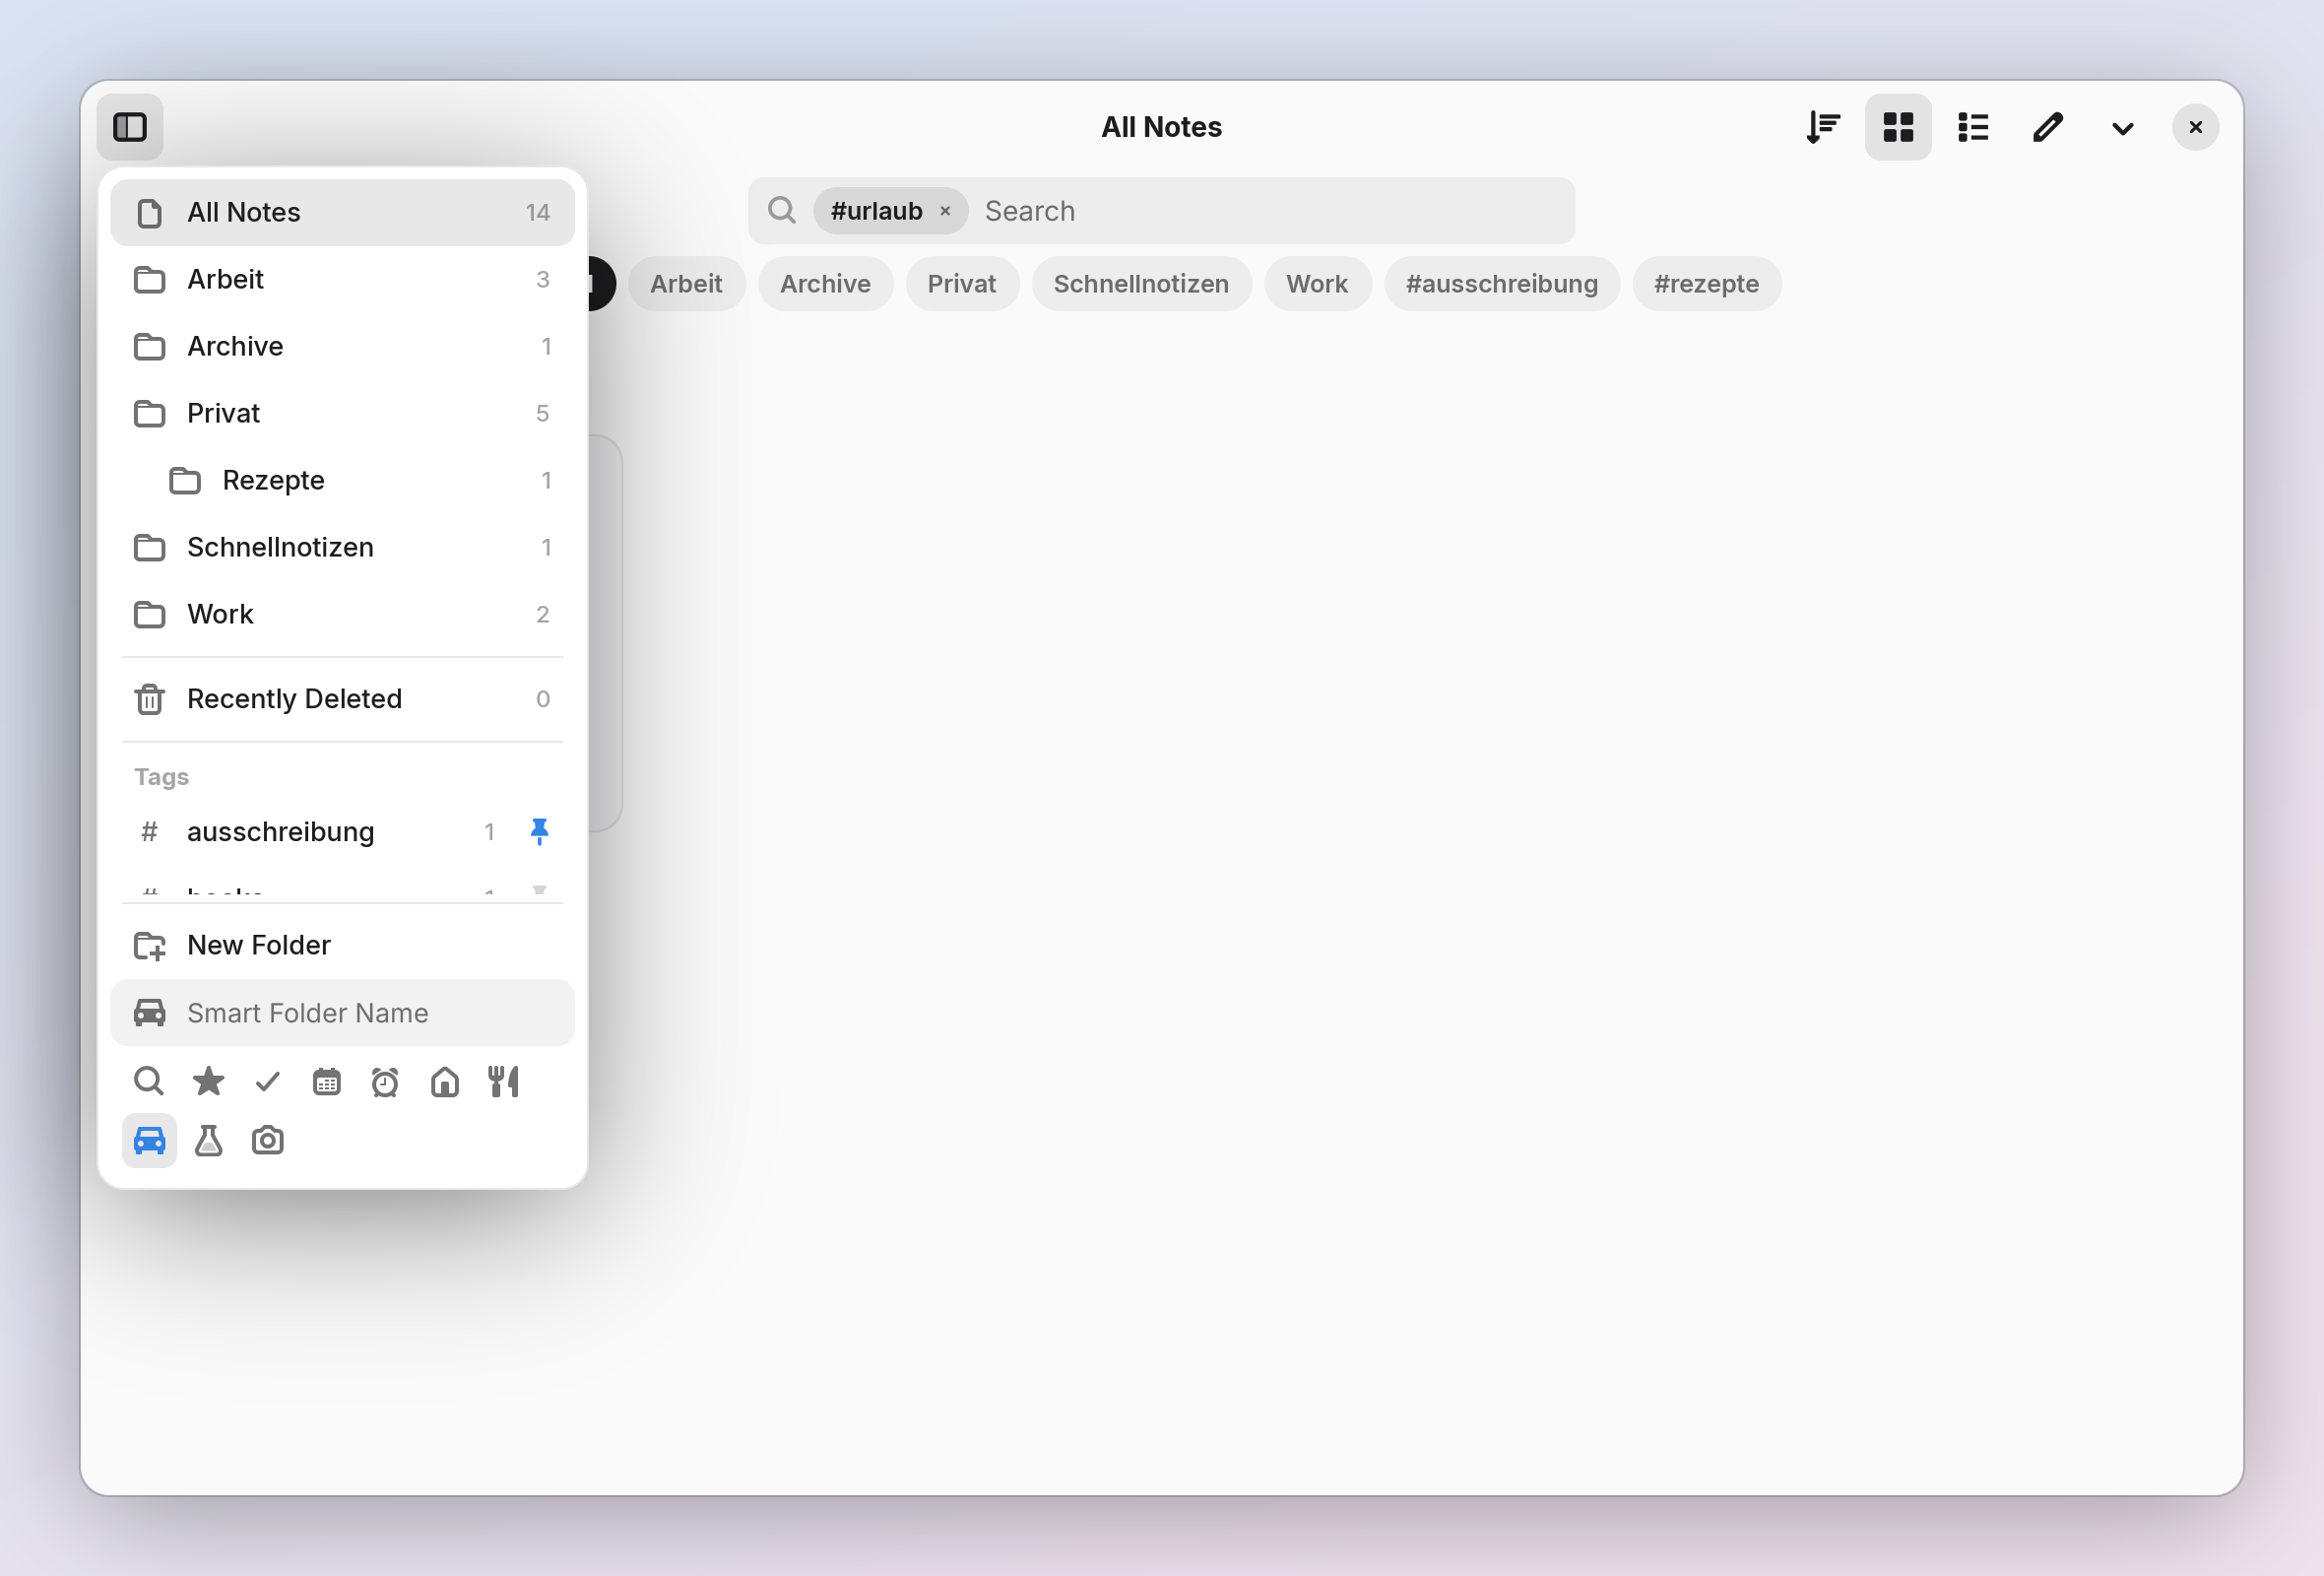 All Notes
#urlaub × Search
Arbeit Archive Privat Schnellnotizen Work #ausschreibung #rezepte
All Notes 14
Arbeit 3
Archive 1
Privat 5
Rezepte 1
Schnellnotizen 1
Work 2
Recently Deleted 0
Tags
# ausschreibung 1
New Folder
Smart Folder Name